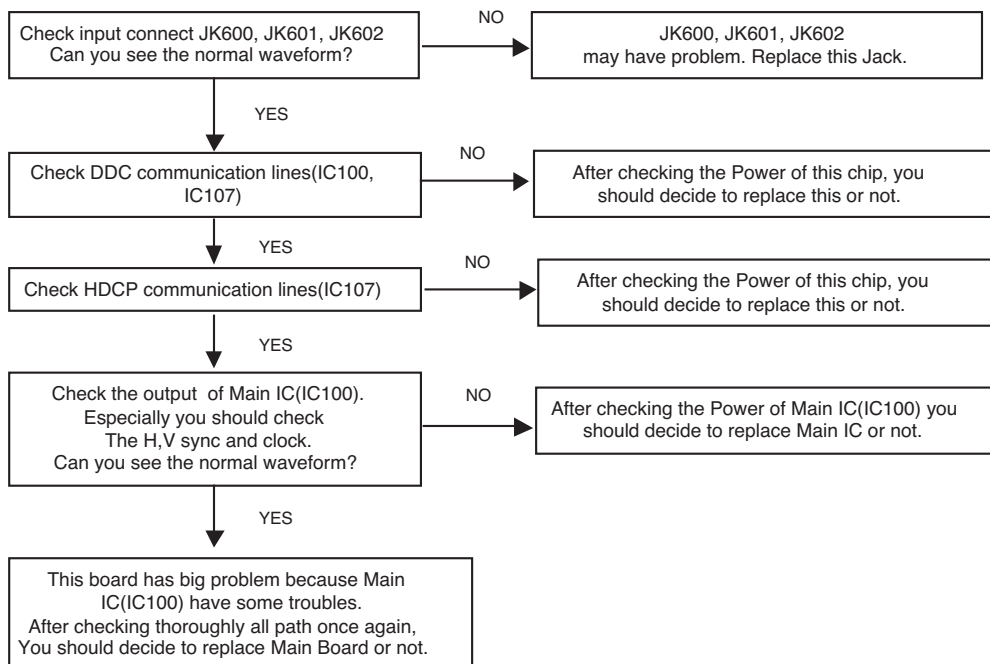 Check input connect JK600, JK601, JK602
Can you see the normal waveform?
NO
JK600, JK601, JK602
may have problem. Replace this Jack.
YES
Check DDC communication lines(IC100,
IC107)
NO
After checking the Power of this chip, you
should decide to replace this or not.
YES
Check HDCP communication lines(IC107)
NO
After checking the Power of this chip, you
should decide to replace this or not.
YES
Check the output of Main IC(IC100).
Especially you should check
The H,V sync and clock.
Can you see the normal waveform?
NO
After checking the Power of Main IC(IC100) you
should decide to replace Main IC or not.
YES
This board has big problem because Main
IC(IC100) have some troubles.
After checking thoroughly all path once again,
You should decide to replace Main Board or not.